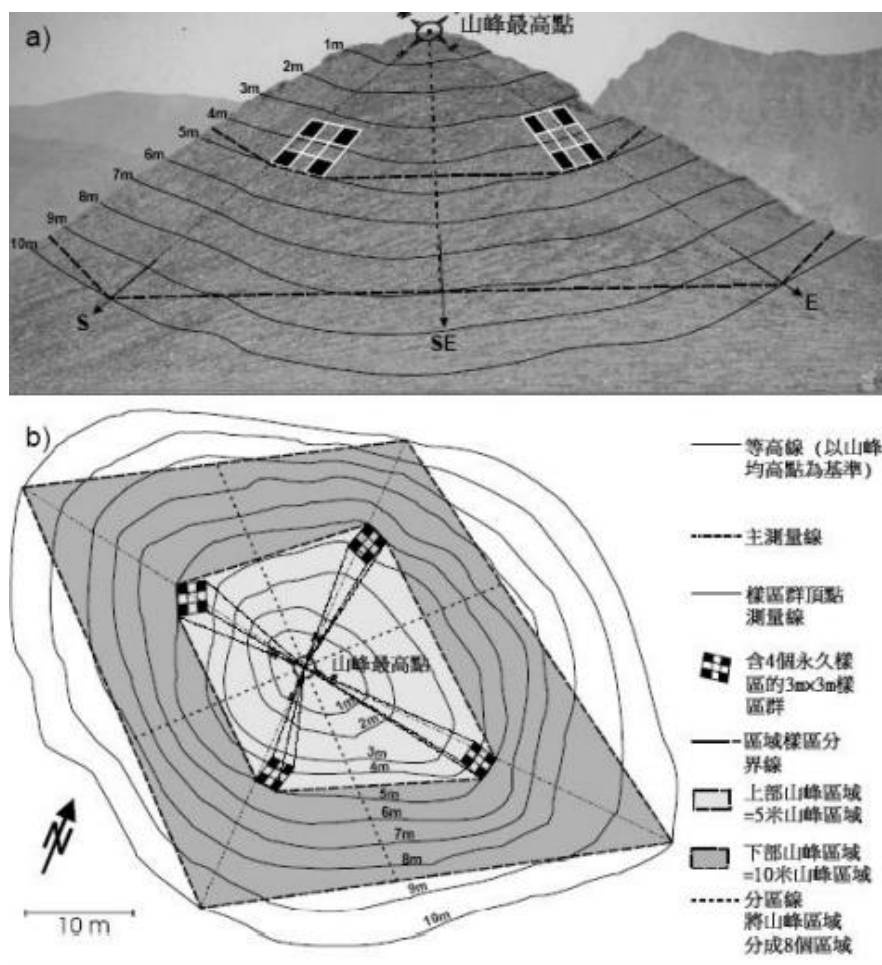 a)
山峰最高點
1m
2m
3m
4m
5m
6m
7m
8m
9m
10m
S
SE
E
b)
山峰最高點
1m
2m
3m
4m
5m
6m
7m
8m
9m
10m
N
10 m
等高線 (以山峰
均高點為基準)
主測量線
樣區群頂點
測量線
含4個永久樣
區的3m×3m樣
區群
區域樣區分
界線
上部山峰區域
=5米山峰區域
下部山峰區域
=10米山峰區域
分區線
將山峰區域
分成8個區域